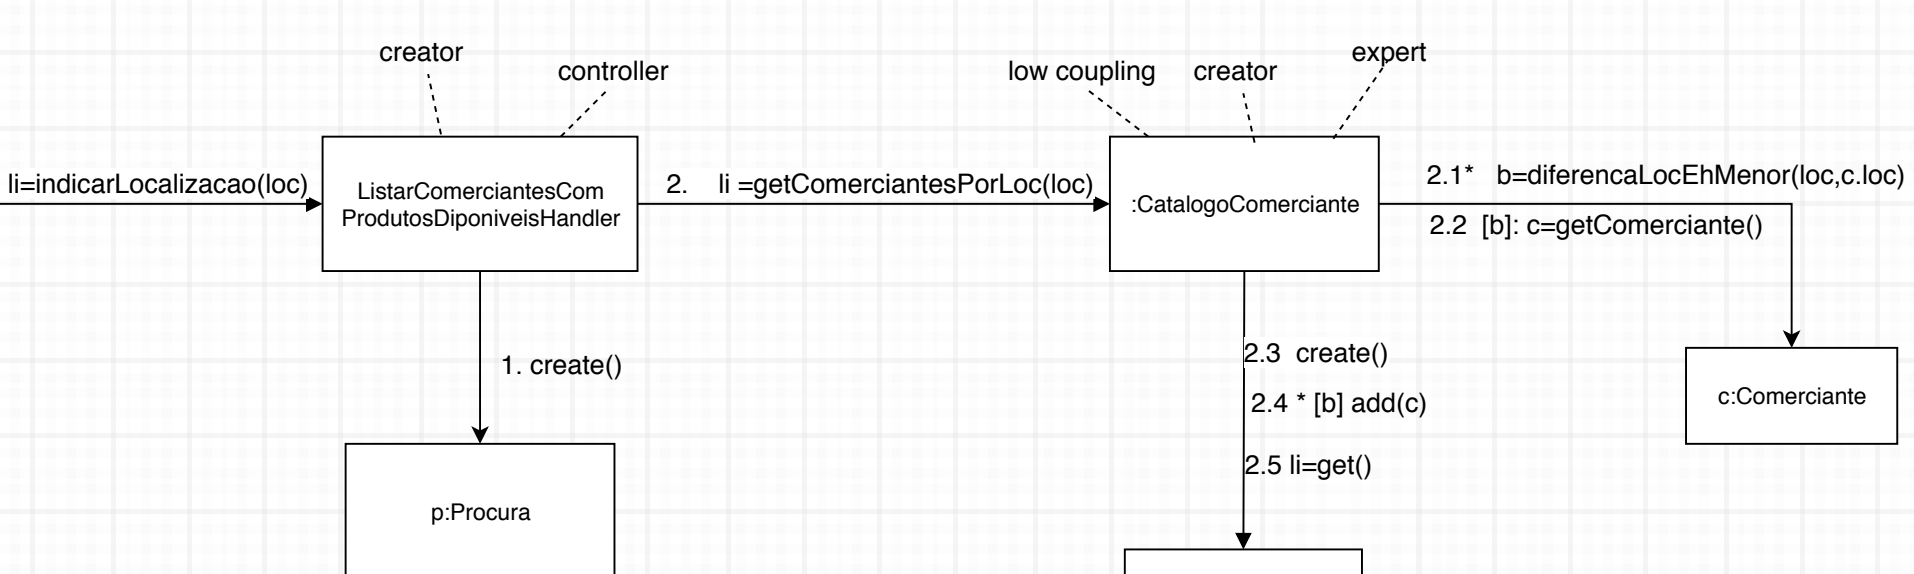 creator
controller
low coupling
creator
expert
li=indicarLocalizacao(loc)
ListarComerciantesCom
ProdutosDiponiveisHandler
2. li =getComerciantesPorLoc(loc)
:CatalogoComerciante
2.1* b=diferencaLocEhMenor(loc,c.loc)
2.2 [b]: c=getComerciante()
1. create()
2.3 create()
2.4 * [b] add(c)
2.5 li=get()
c:Comerciante
p:Procura